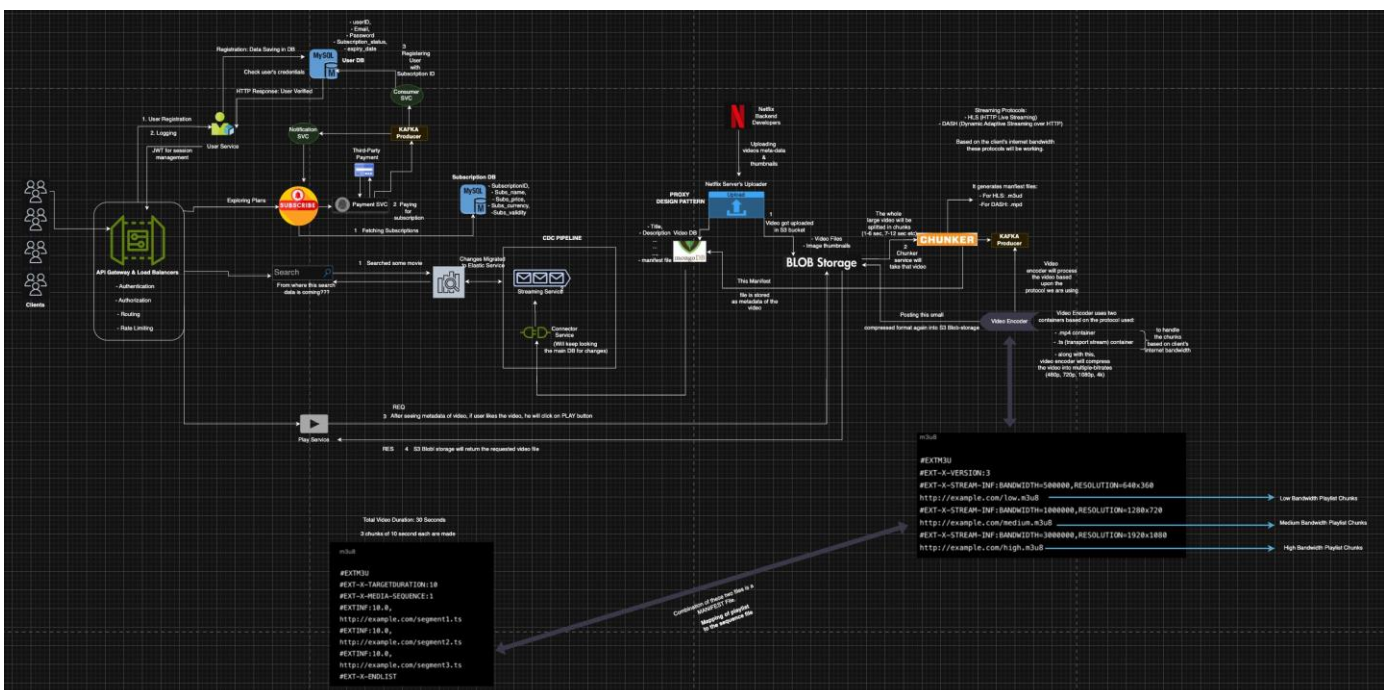 - userID,
- Email,
- Password
- Subscription_status,
- expiry_date
MySQL
User DB
Registration: Data Saving in DB
Check user's credentials
HTTP Response: User Verified
3
Registering
User
with
Subscription ID
Consumer
SVC
1. User Registration
2. Logging
JWT for session
management
User Service
Notification
SVC
KAFKA
Producer
Third-Party
Payment
Exploring Plans
SUBSCRIBE
Payment SVC
2 Paying
for
subscription
1 Fetching Subscriptions
Subscription DB
MySQL
- SubscriptionID,
- Subs_name,
- Subs_price,
- Subs_currency,
- Subs_validity
Clients
API Gateway & Load Balancers
- Authentication
- Authorization
- Routing
- Rate Limiting
Search
From where this search
data is coming???
1 Searched some movie
Changes Migrated
to Elastic Service
CDC PIPELINE
Streaming Service
Connector
Service
(Will keep looking
the main DB for changes)
REQ
3 After seeing metadata of video, if user likes the video, he will click on PLAY button
Play Service
RES 4 S3 Blobl storage will return the requested video file
N
Netflix
Backend
Developers
Uploading
videos meta-data
&
thumbnails
Netflix Server's Uploader
PROXY
DESIGN PATTERN
Upload
1
Video got uploaded
in S3 bucket
- Title,
- Description
...
...
- manifest file
Video DB
mongoDB
- Video Files
- Image thumbnails
BLOB Storage
The whole
large video will be
splitted in chunks
(1-6 sec, 7-12 sec etc)
2
Chunker
service will
take that video
CHUNKER
KAFKA
Producer
It generates manfiest files:
- For HLS: .m3u8
- For DASH: .mpd
Streaming Protocols:
- HLS (HTTP Live Streaming)
- DASH (Dynamic Adaptive Streaming over HTTP)
Based on the client's internet bandwidth
these protocols will be working.
This Manifest
file is stored
as metadata of the
video
Video
encoder will process
the video based
upon the
protocol we are using
Posting this small
compressed format again into S3 Blob-storage
Video Encoder
Video Encoder uses two
containers based on the protocol used:
- .mp4 container
- .ts (transport stream) container
- along with this,
video encoder will compress
the video into multiple-bitrates
(480p, 720p, 1080p, 4k)
to handle
the chunks
based on client's
internet bandwidth
m3u8
#EXTM3U
#EXT-X-VERSION:3
#EXT-X-STREAM-INF:BANDWIDTH=500000,RESOLUTION=640x360
http://example.com/low.m3u8
#EXT-X-STREAM-INF:BANDWIDTH=1000000,RESOLUTION=1280x720
http://example.com/medium.m3u8
#EXT-X-STREAM-INF:BANDWIDTH=3000000,RESOLUTION=1920x1080
http://example.com/high.m3u8
Low Bandwidth Playlist Chunks
Medium Bandwidth Playlist Chunks
High Bandwidth Playlist Chunks
Combination of these two files is a
MANIFEST File.
Mapping of playlist
to the sequence file
Total Video Duration: 30 Seconds
3 chunks of 10 second each are made
m3u8
#EXTM3U
#EXT-X-TARGETDURATION:10
#EXT-X-MEDIA-SEQUENCE:1
#EXTINF:10.0,
http://example.com/segment1.ts
#EXTINF:10.0,
http://example.com/segment2.ts
#EXTINF:10.0,
http://example.com/segment3.ts
#EXT-X-ENDLIST